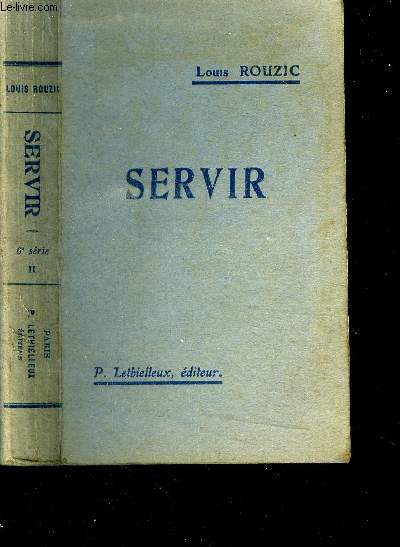 Le-livre.com
LOUIS ROUZIC
SERVIR
6e série
II
PARIS
P. LETHIELLEUX
ÉDITEUR
Louis ROUZIC
SERVIR
P. Lethielleux, éditeur.